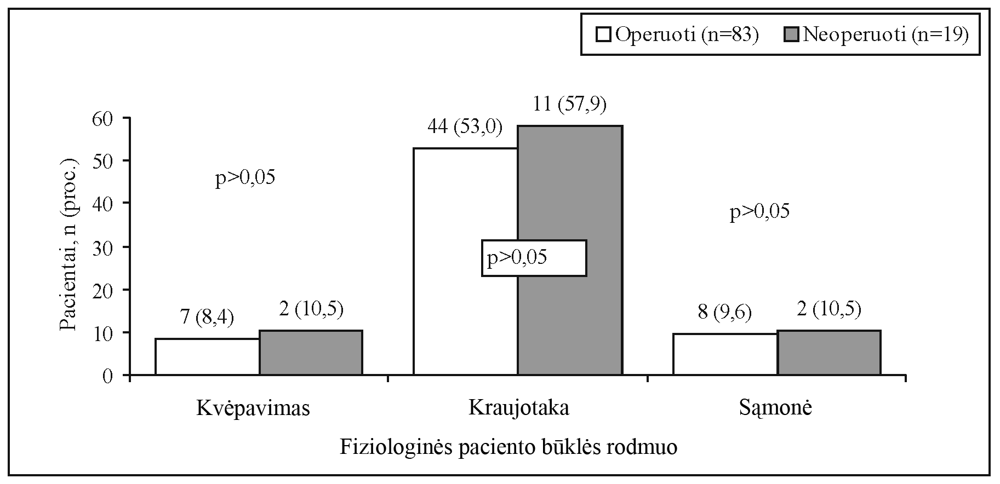 Operuoti (n=83) Neoperuoti (n=19)
Pacientai, n (proc.)
60
50
40
30
20
10
0
p>0,05
7 (8,4)
2 (10,5)
44 (53,0)
11 (57,9)
p>0,05
p>0,05
8 (9,6)
2 (10,5)
Kvėpavimas Kraujotaka Sąmonė
Fiziologinės paciento būklės rodmuo